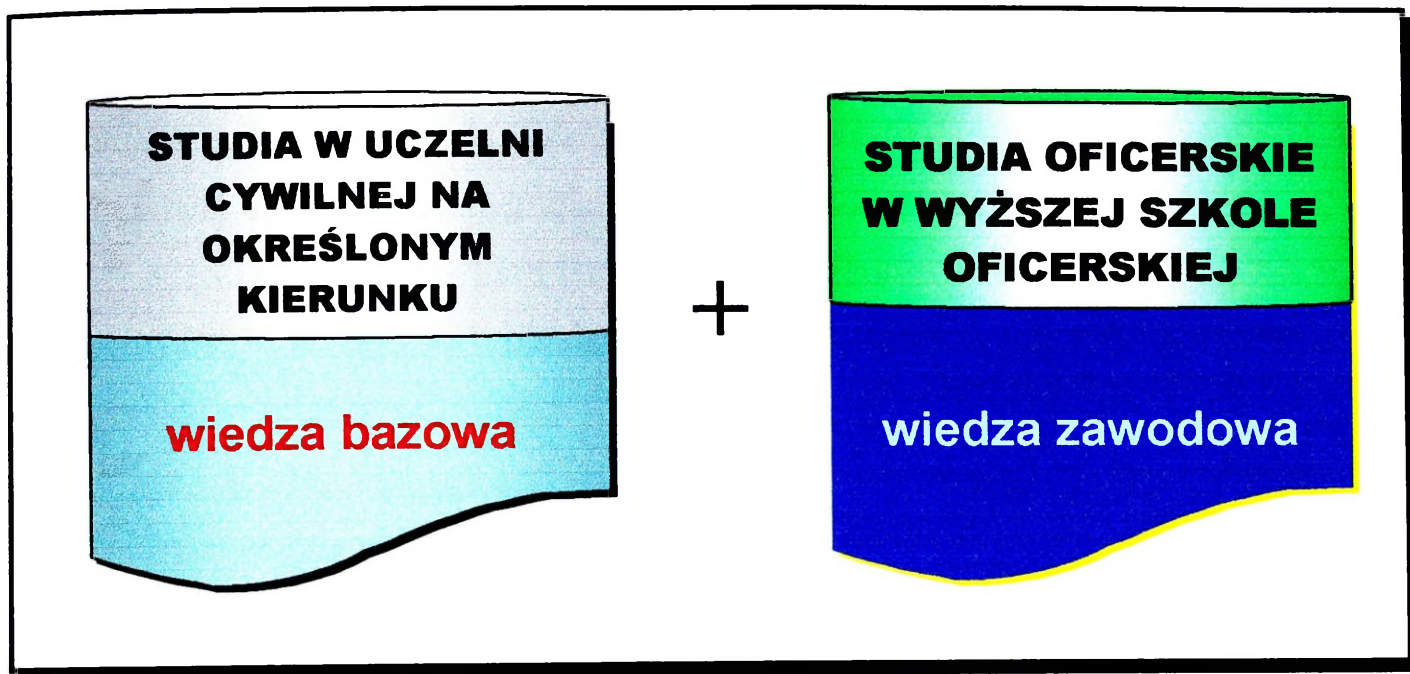 STUDIA W UCZELNI
CYWILNEJ NA
OKREŚLONYM
KIERUNKU
wiedza bazowa
+
STUDIA OFICERSKIE
W WYŻSZEJ SZKOLE
OFICERSKIEJ
wiedza zawodowa